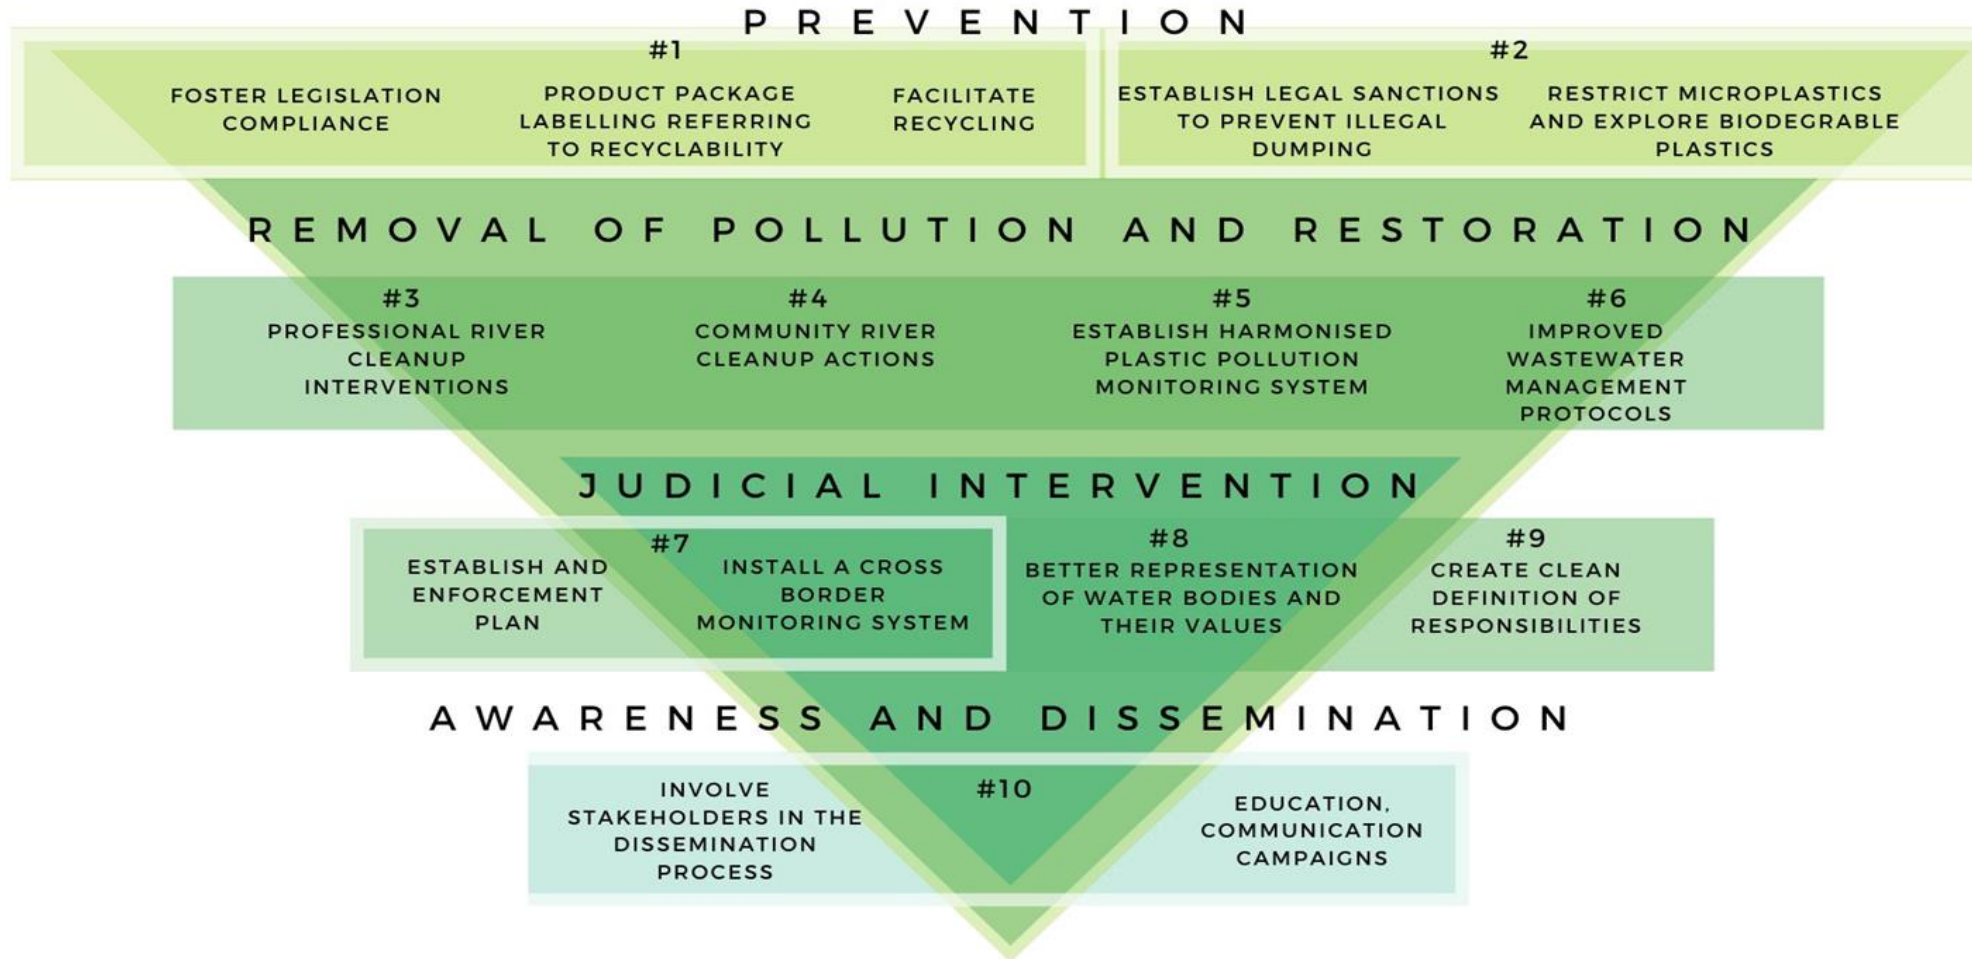 PREVENTION
#1
FOSTER LEGISLATION
COMPLIANCE
PRODUCT PACKAGE
LABELLING REFERRING
TO RECYCLABILITY
FACILITATE
RECYCLING
#2
ESTABLISH LEGAL SANCTIONS
TO PREVENT ILLEGAL
DUMPING
RESTRICT MICROPLASTICS
AND EXPLORE BIODEGRABLE
PLASTICS
REMOVAL OF POLLUTION AND RESTORATION
#3
PROFESSIONAL RIVER
CLEANUP
INTERVENTIONS
#4
COMMUNITY RIVER
CLEANUP ACTIONS
#5
ESTABLISH HARMONISED
PLASTIC POLLUTION
MONITORING SYSTEM
#6
IMPROVED
WASTEWATER
MANAGEMENT
PROTOCOLS
JUDICIAL INTERVENTION
#7
ESTABLISH AND
ENFORCEMENT
PLAN
INSTALL A CROSS
BORDER
MONITORING SYSTEM
#8
BETTER REPRESENTATION
OF WATER BODIES AND
THEIR VALUES
#9
CREATE CLEAN
DEFINITION OF
RESPONSIBILITIES
AWARENESS AND DISSEMINATION
#10
INVOLVE
STAKEHOLDERS IN THE
DISSEMINATION
PROCESS
EDUCATION,
COMMUNICATION
CAMPAIGNS